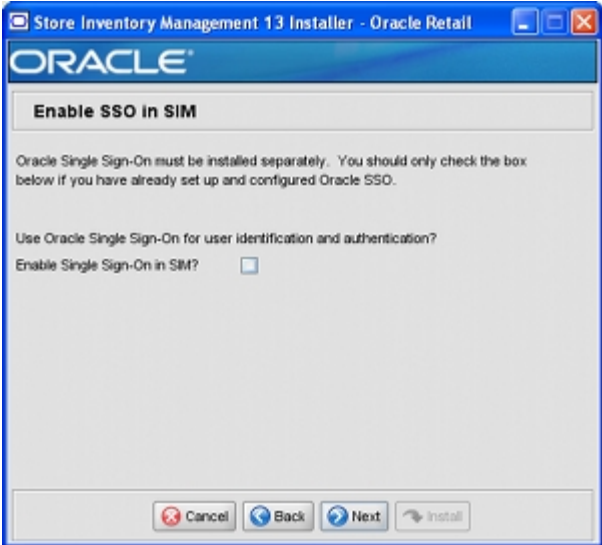 Store Inventory Management 13 Installer - Oracle Retail
ORACLE
Enable SSO in SIM
Oracle Single Sign-On must be installed separately. You should only check the box
below if you have already set up and configured Oracle SSO.
Use Oracle Single Sign-On for user identification and authentication?
Enable Single Sign-On in SIM?
Cancel Back Next Install